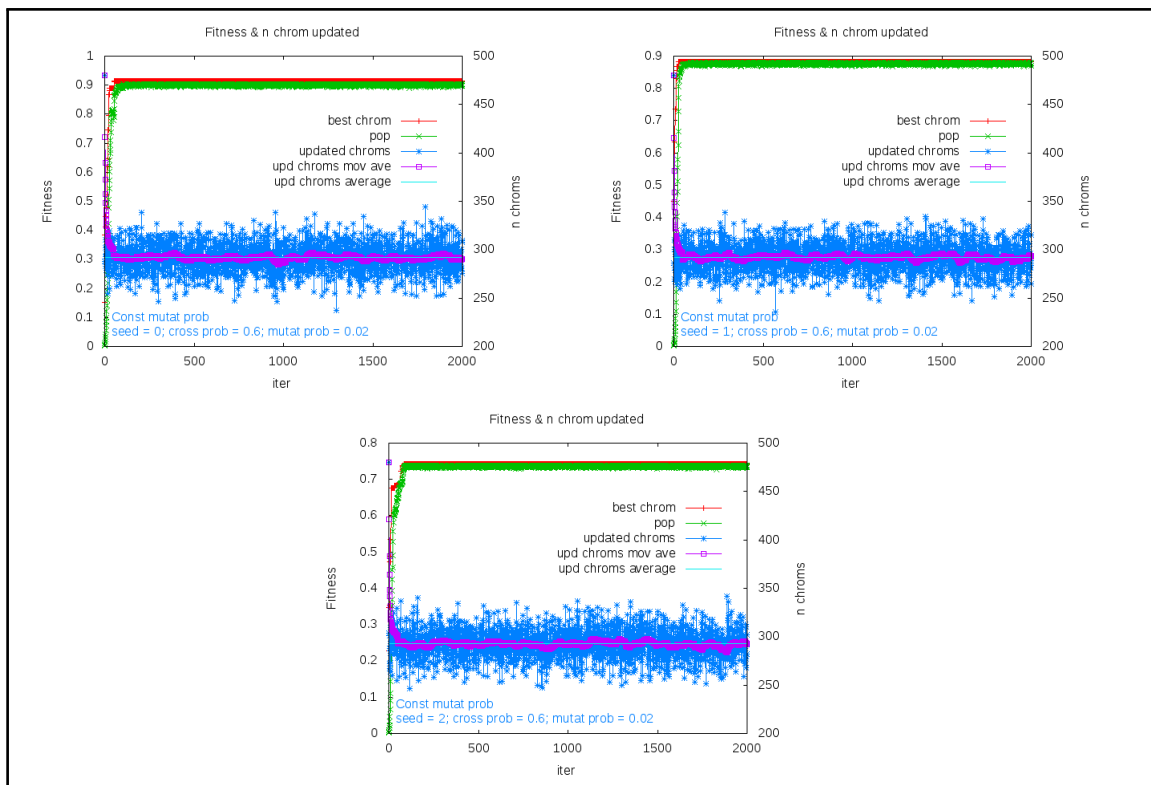 Fitness & n chrom updated
1
0.9
0.8
0.7
0.6
0.5
0.4
0.3
0.2
0.1
0
Fitness
500
450
400
350
300
250
200
n chroms
best chrom
pop
updated chroms
upd chroms mov ave
upd chroms average
Const mutat prob
seed = 0; cross prob = 0.6; mutat prob = 0.02
0 500 1000 1500 2000
iter
Fitness & n chrom updated
0.9
0.8
0.7
0.6
0.5
0.4
0.3
0.2
0.1
0
Fitness
500
450
400
350
300
250
200
n chroms
best chrom
pop
updated chroms
upd chroms mov ave
upd chroms average
Const mutat prob
seed = 1; cross prob = 0.6; mutat prob = 0.02
0 500 1000 1500 2000
iter
Fitness & n chrom updated
0.8
0.7
0.6
0.5
0.4
0.3
0.2
0.1
0
Fitness
500
450
400
350
300
250
200
n chroms
best chrom
pop
updated chroms
upd chroms mov ave
upd chroms average
Const mutat prob
seed = 2; cross prob = 0.6; mutat prob = 0.02
0 500 1000 1500 2000
iter